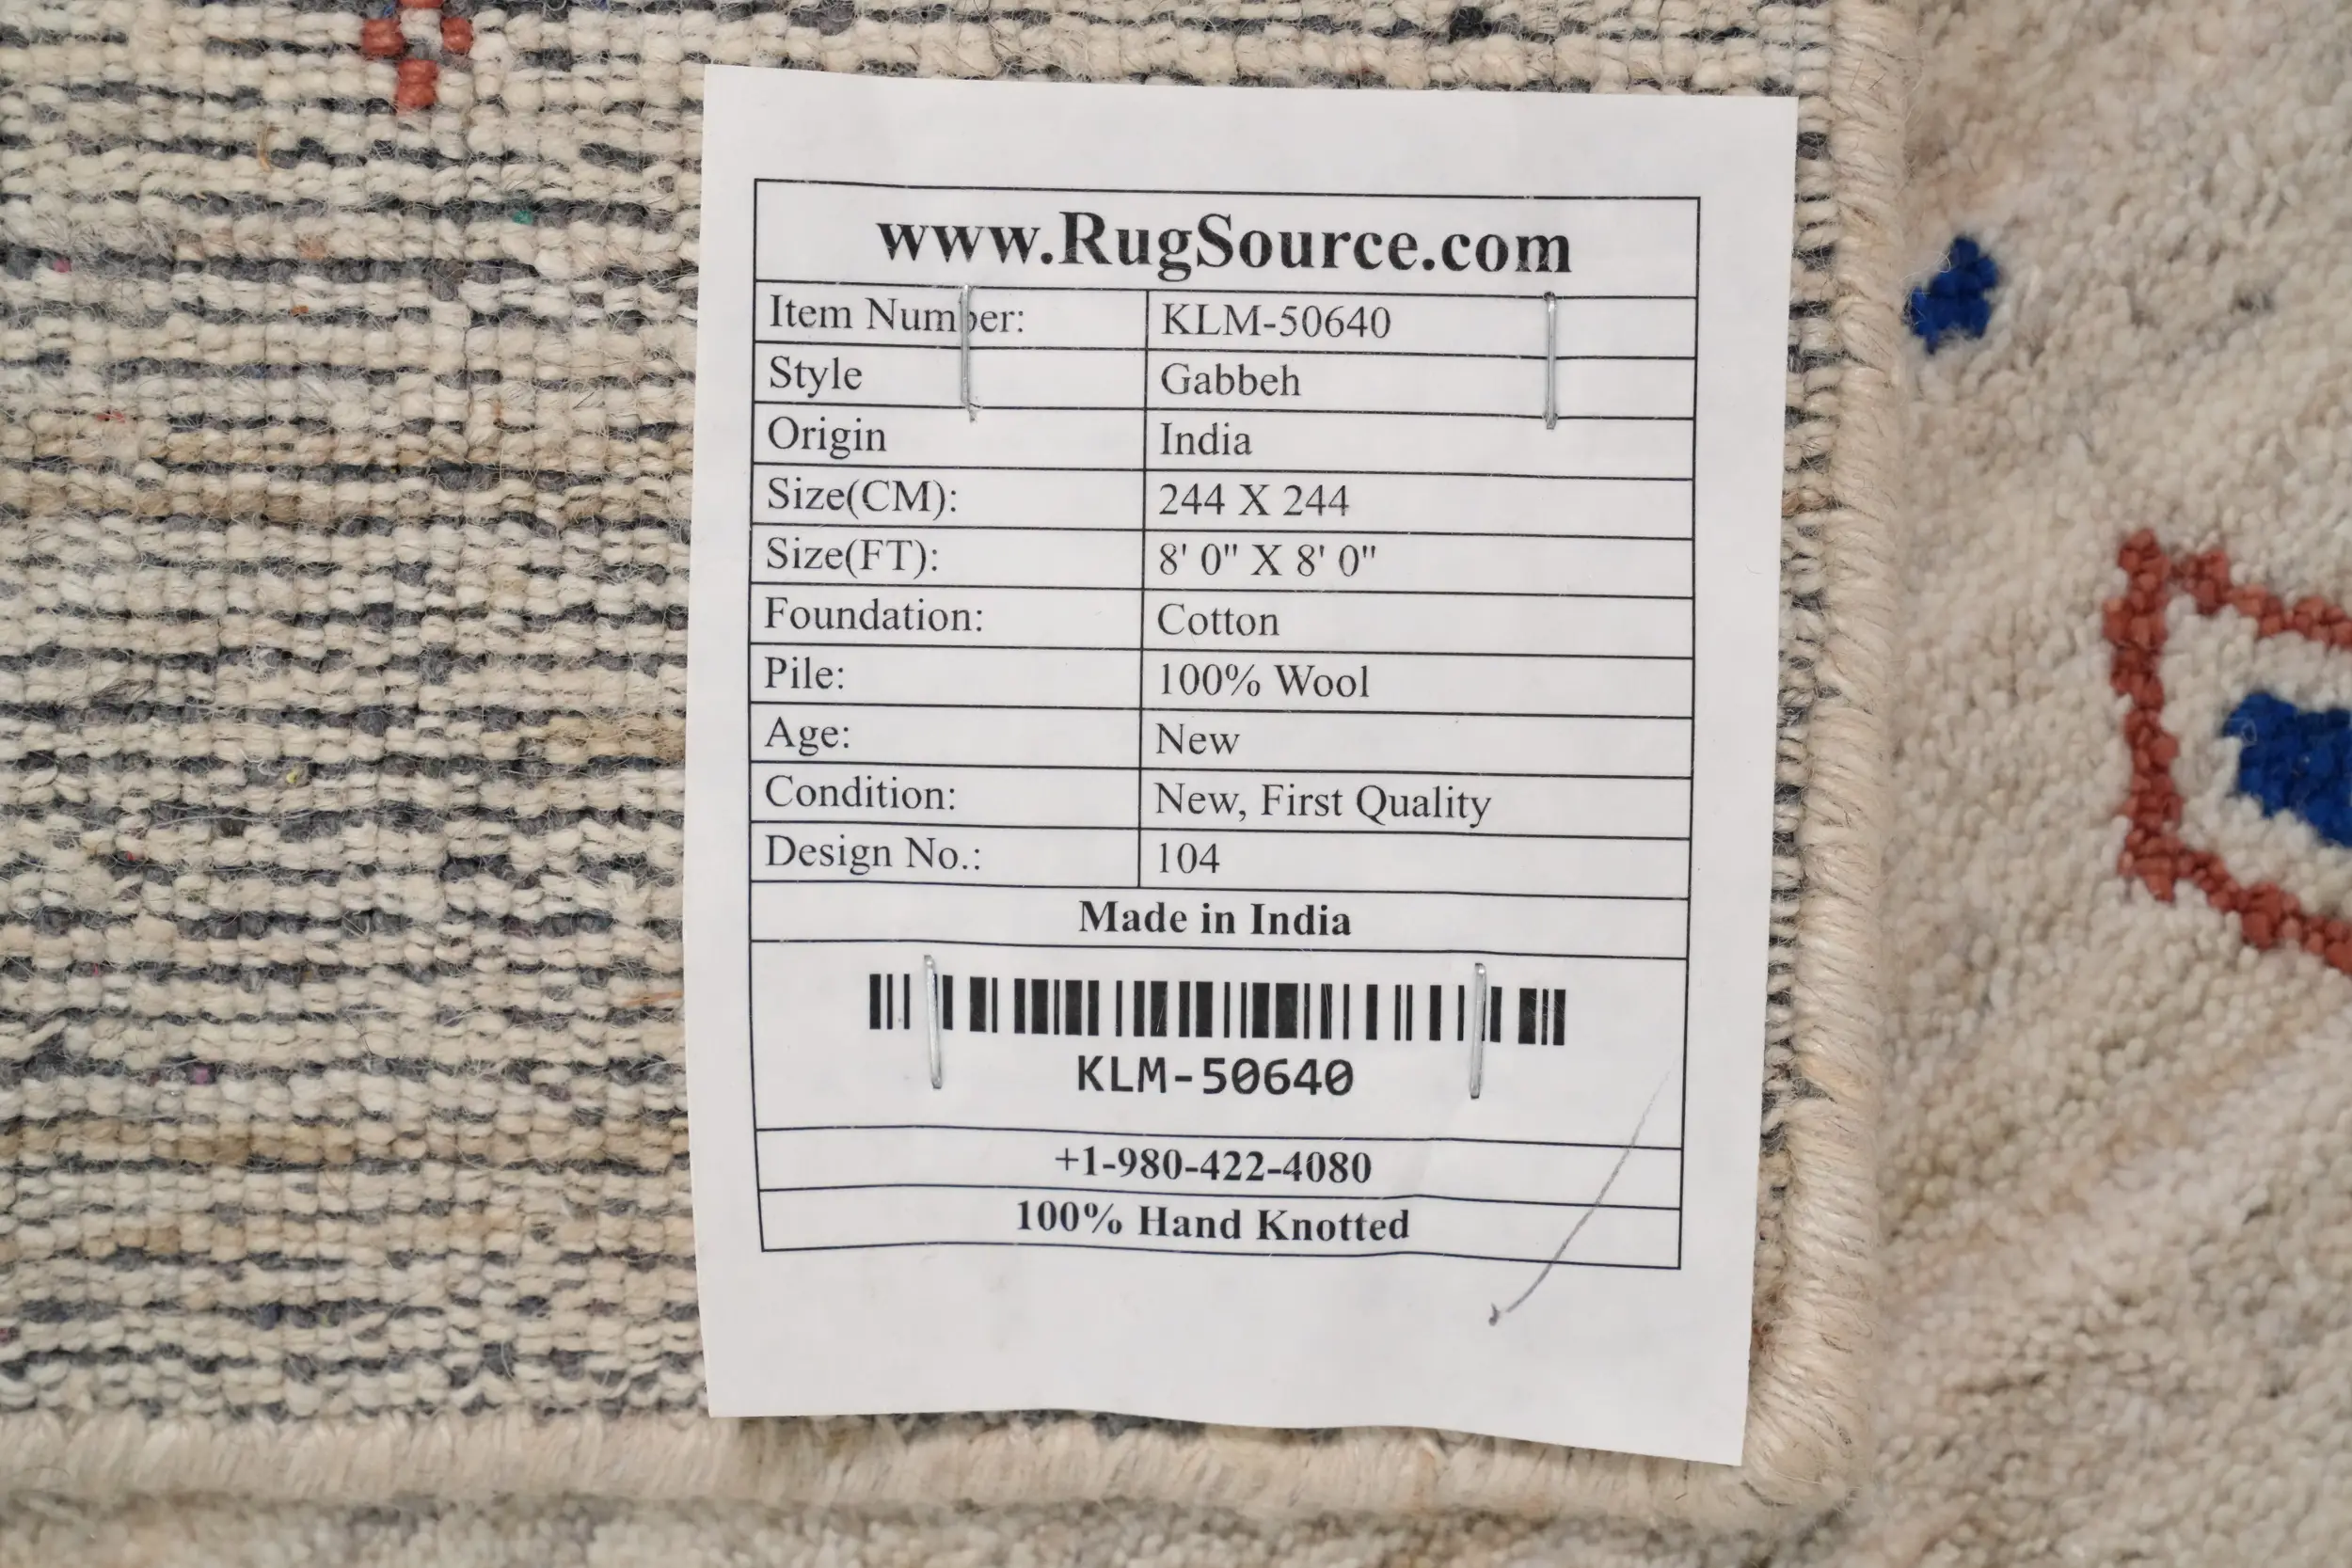 www.RugSource.com
Item Number: KLM-50640
Style Gabbeh
Origin India
Size(CM): 244 X 244
Size(FT): 8' 0" X 8' 0"
Foundation: Cotton
Pile: 100% Wool
Age: New
Condition: New, First Quality
Design No.: 104
Made in India
KLM-50640
+1-980-422-4080
100% Hand Knotted